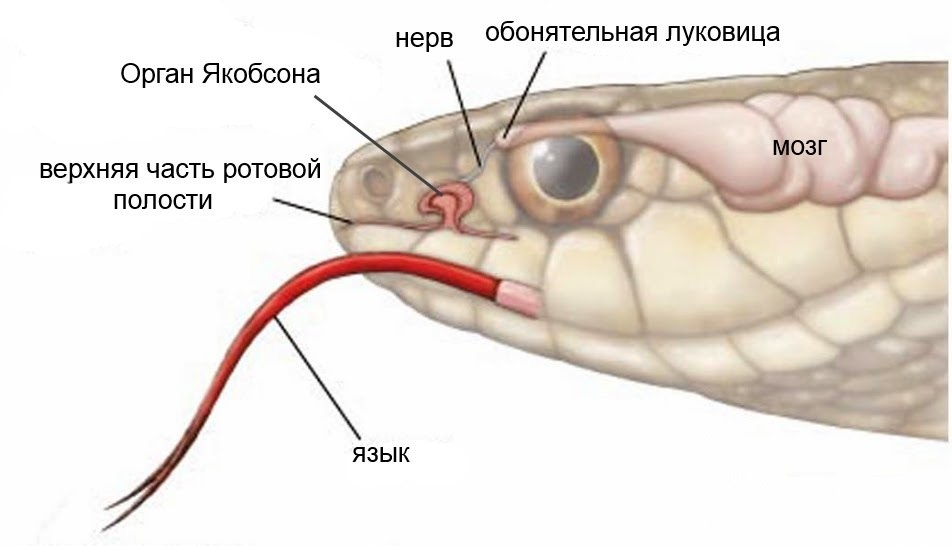 нерв
обонятельная луковица
Орган Якобсона
мозг
верхняя часть ротовой
полости
язык